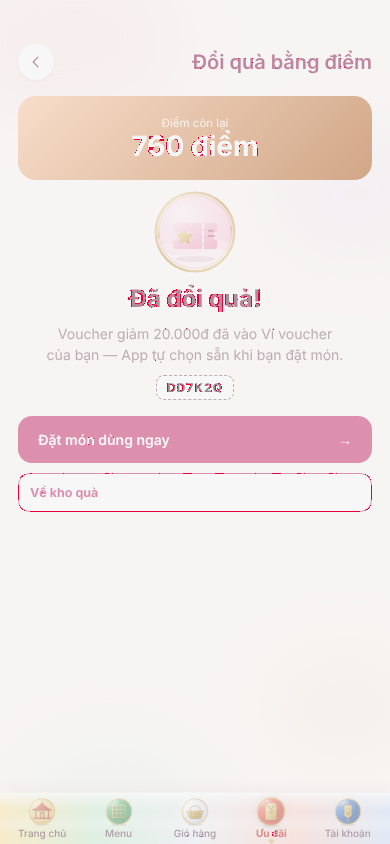 Đổi quà bằng điểm
Điểm còn lại
750 điểm
Đã đổi quà!
Voucher giảm 20.000đ đã vào Ví voucher
của bạn — App tự chọn sẵn khi bạn đặt món.
DD7K2Q
Đặt món dùng ngay →
Về kho quà
Trang chủ Menu Giỏ hàng Ưu đãi Tài khoản